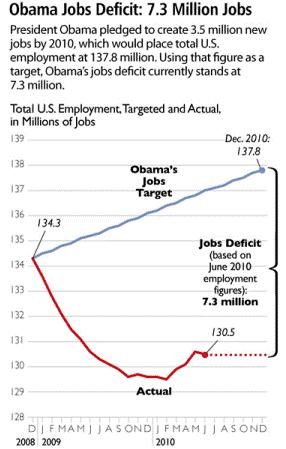 Obama Jobs Deficit: 7.3 Million Jobs
President Obama pledged to create 3.5 million new
jobs by 2010, which would place total U.S.
employment at 137.8 million. Using that figure as a
target, Obama's jobs deficit currently stands at
7.3 million.
Total U.S. Employment, Targeted and Actual,
in Millions of Jobs
139
138
137
136
135
134
133
132
131
130
129
128
Dec. 2010:
137.8
Obama's
Jobs
Target
134.3
Jobs Deficit
(based on
June 2010
employment
figures):
7.3 million
130.5
Actual
D J F M A M J J A S O N D J F M A M J J A S O N D
2008 2009 2010